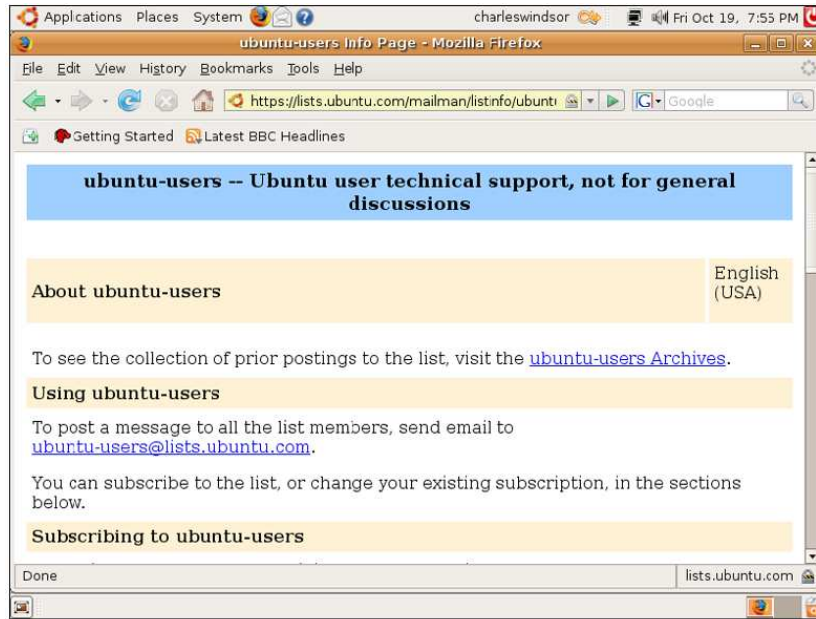 Applications Places System charleswindsor Fri Oct 19, 7:55 PM
ubuntu-users Info Page - Mozilla Firefox
File Edit View History Bookmarks Tools Help
https://lists.ubuntu.com/mailman/listinfo/ubuntu G Google
Getting Started Latest BBC Headlines
ubuntu-users -- Ubuntu user technical support, not for general
discussions
About ubuntu-users
English
(USA)
To see the collection of prior postings to the list, visit the ubuntu-users Archives.
Using ubuntu-users
To post a message to all the list members, send email to
ubuntu-users@lists.ubuntu.com.
You can subscribe to the list, or change your existing subscription, in the sections
below.
Subscribing to ubuntu-users
Done lists.ubuntu.com